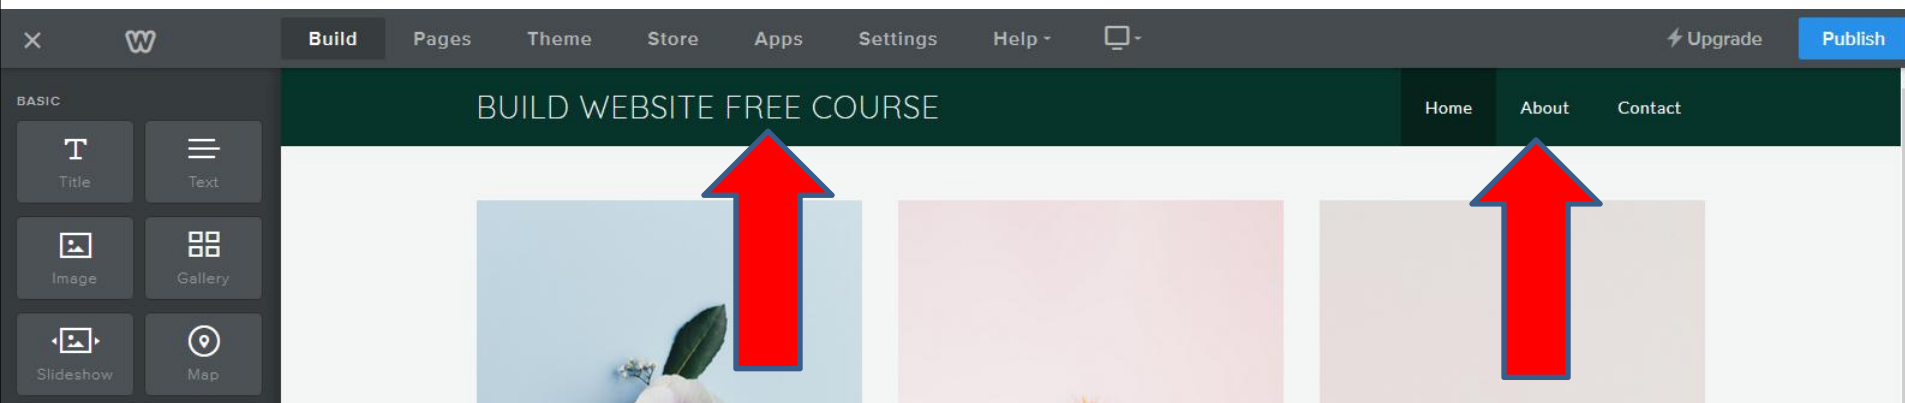 Build Pages Theme Store Apps Settings Help Upgrade Publish
BASIC
Title Text
Image Gallery
Slideshow Map
BUILD WEBSITE FREE COURSE
Home About Contact